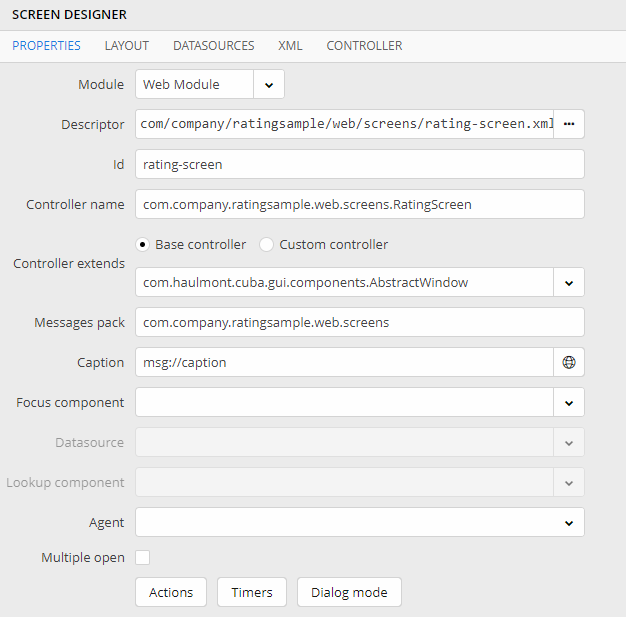 SCREEN DESIGNER
PROPERTIES LAYOUT DATASOURCES XML CONTROLLER
Module Web Module
Descriptor com/company/ratingsample/web/screens/rating-screen.xml ...
Id rating-screen
Controller name com.company.ratingsample.web.screens.RatingScreen
Base controller Custom controller
Controller extends
com.haulmont.cuba.gui.components.AbstractWindow
Messages pack com.company.ratingsample.web.screens
Caption msg://caption
Focus component
Datasource
Lookup component
Agent
Multiple open
Actions Timers Dialog mode